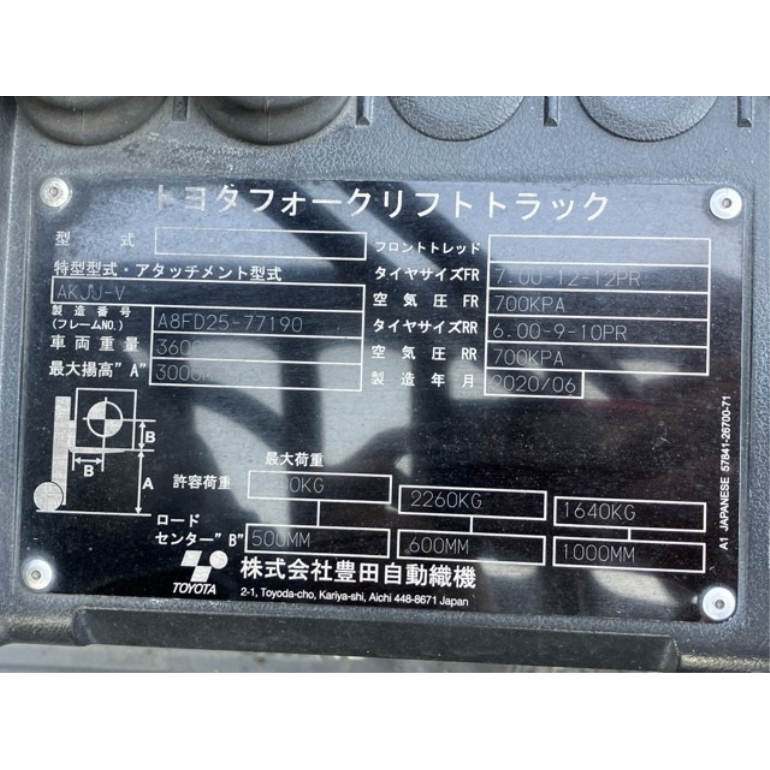 トヨタフォークリフトトラック
型式
フロントトレッド
特型型式・アタッチメント型式
タイヤサイズFR 7.00-12-12PR
AKJJ-V
空気圧 FR 700KPA
製造番号
(フレームNO.) A8FD25-77190
タイヤサイズRR 6.00-9-10PR
車両重量
空気圧 RR 700KPA
最大揚高"A"
製造年月 2020/06
B
B
A
最大荷重
許容荷重 2260KG 1640KG
ロード
センター"B" 500MM 600MM 1000MM
TOYOTA
株式会社豊田自動織機
2-1, Toyoda-cho, Kariya-shi, Aichi 448-8671 Japan
A1 JAPANESE 57841-26700-71